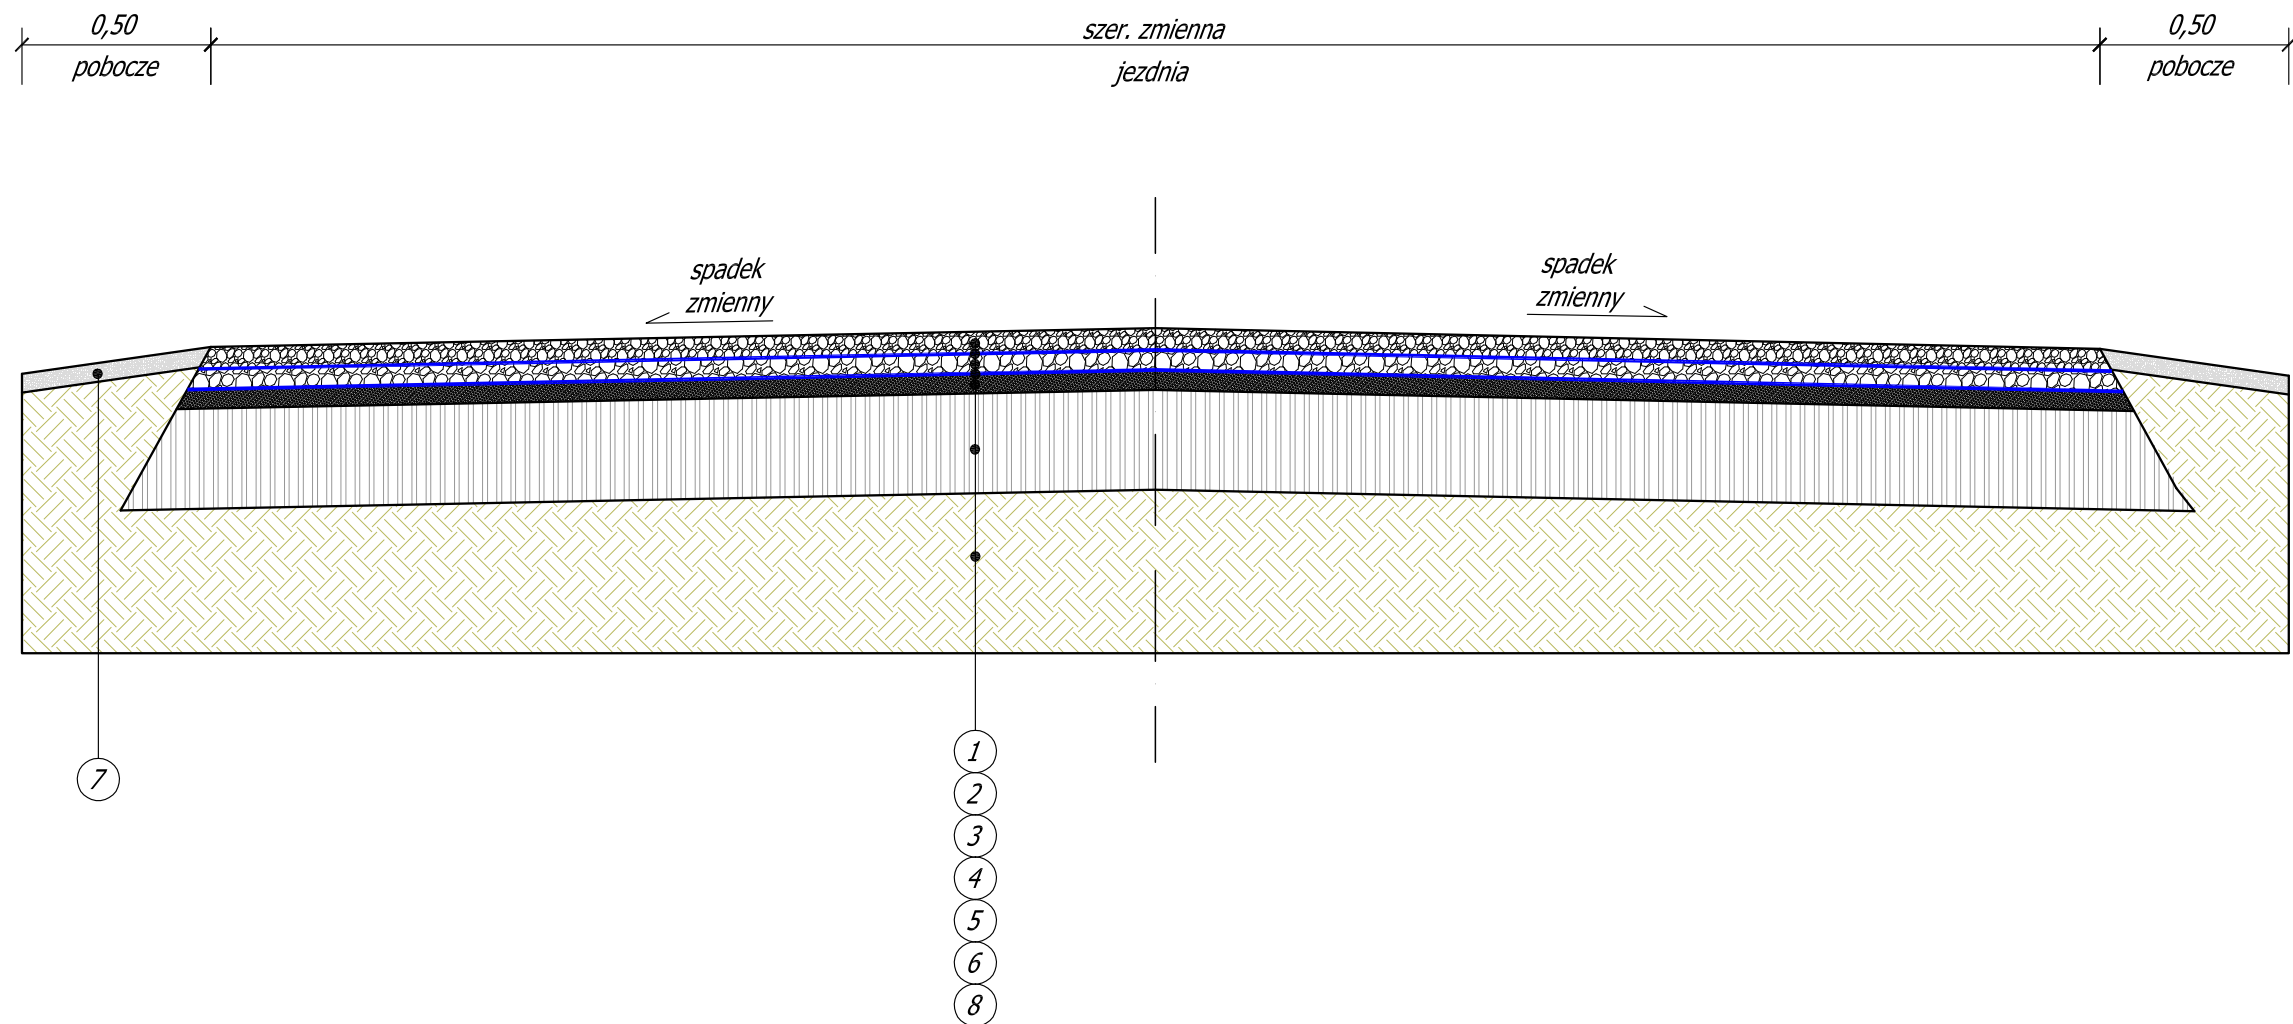 0,50
szer. zmienna
0,50
pobocze
jezdnia
pobocze
spadek
zmienny
spadek
zmienny
7
1
2
3
4
5
6
8